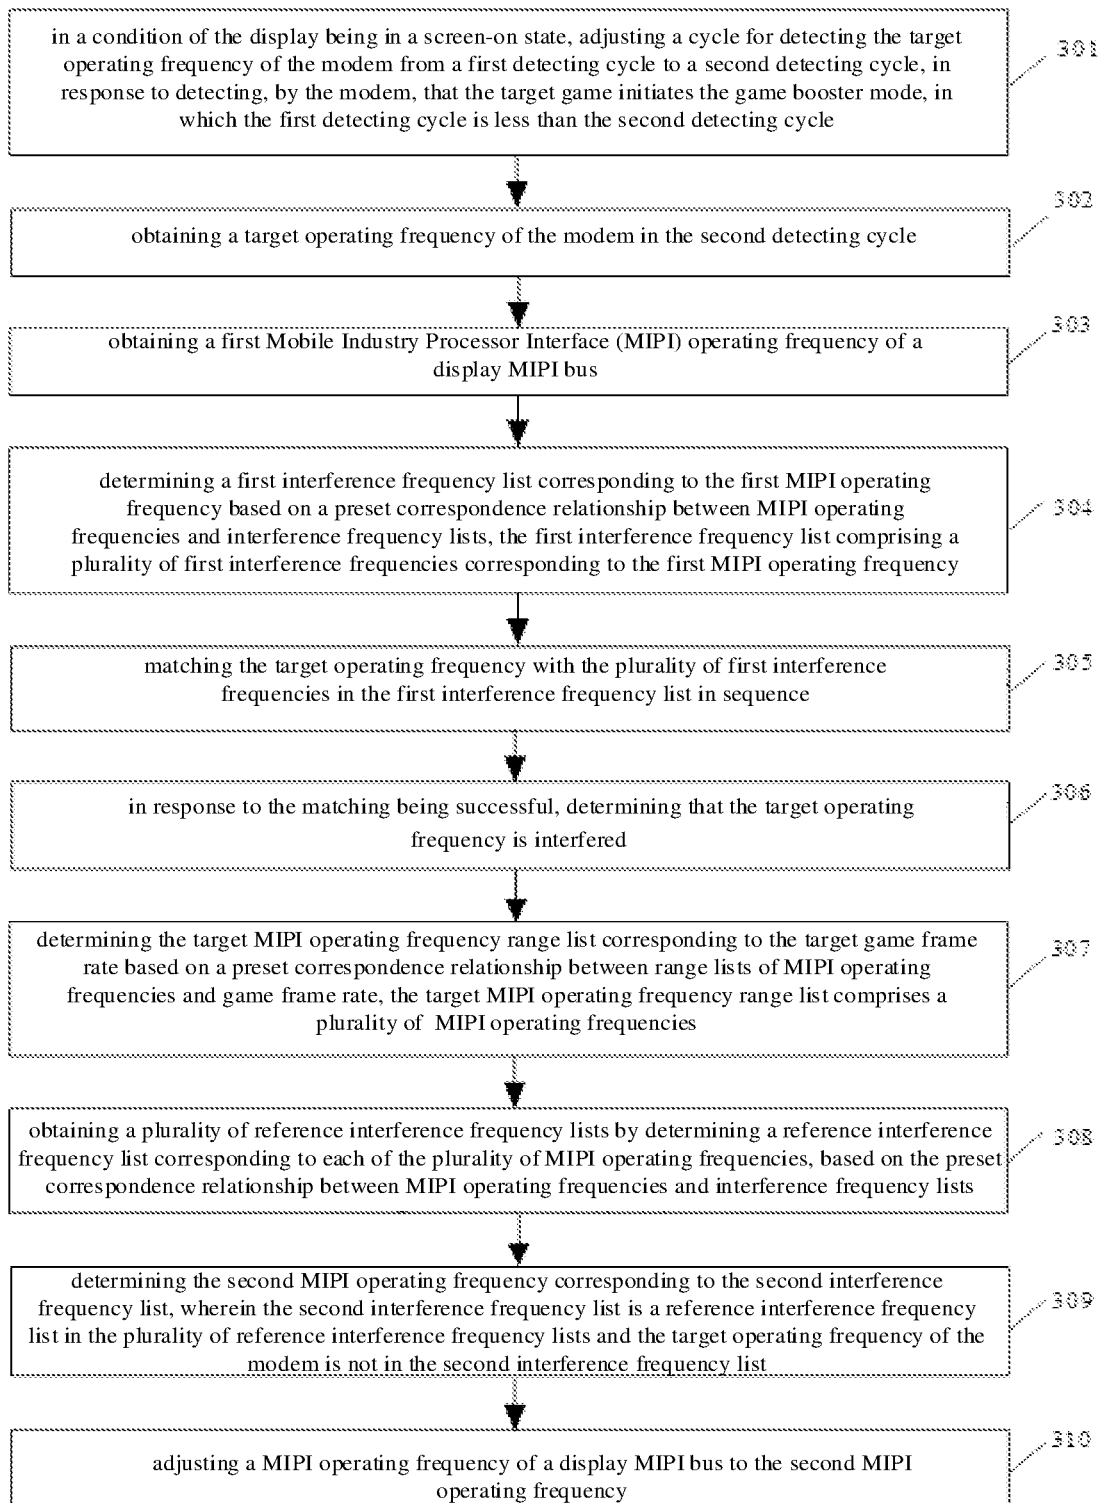 in a condition of the display being in a screen-on state, adjusting a cycle for detecting the target
operating frequency of the modem from a first detecting cycle to a second detecting cycle, in
response to detecting, by the modem, that the target game initiates the game booster mode, in
which the first detecting cycle is less than the second detecting cycle
301
obtaining a target operating frequency of the modem in the second detecting cycle
302
obtaining a first Mobile Industry Processor Interface (MIPI) operating frequency of a
display MIPI bus
303
determining a first interference frequency list corresponding to the first MIPI operating
frequency based on a preset correspondence relationship between MIPI operating
frequencies and interference frequency lists, the first interference frequency list comprising a
plurality of first interference frequencies corresponding to the first MIPI operating frequency
304
matching the target operating frequency with the plurality of first interference
frequencies in the first interference frequency list in sequence
305
in response to the matching being successful, determining that the target operating
frequency is interfered
306
determining the target MIPI operating frequency range list corresponding to the target game frame
rate based on a preset correspondence relationship between range lists of MIPI operating
frequencies and game frame rate, the target MIPI operating frequency range list comprises a
plurality of MIPI operating frequencies
307
obtaining a plurality of reference interference frequency lists by determining a reference interference
frequency list corresponding to each of the plurality of MIPI operating frequencies, based on the preset
correspondence relationship between MIPI operating frequencies and interference frequency lists
308
determining the second MIPI operating frequency corresponding to the second interference
frequency list, wherein the second interference frequency list is a reference interference frequency
list in the plurality of reference interference frequency lists and the target operating frequency of the
modem is not in the second interference frequency list
309
adjusting a MIPI operating frequency of a display MIPI bus to the second MIPI
operating frequency
310